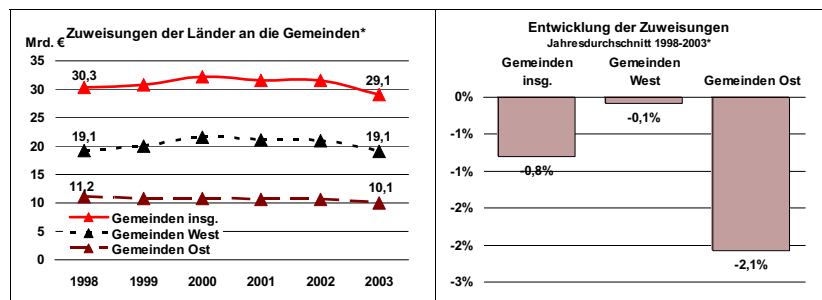 Zuweisungen der Länder an die Gemeinden*
Mrd. €
35
30
25
20
15
10
5
0
30,3
29,1
19,1
19,1
11,2
10,1
Gemeinden insg.
Gemeinden West
Gemeinden Ost
1998 1999 2000 2001 2002 2003
Entwicklung der Zuweisungen
Jahresdurchschnitt 1998-2003*
Gemeinden
insg.
Gemeinden
West
Gemeinden Ost
0%
-1%
-1%
-2%
-2%
-3%
-0,8%
-0,1%
-2,1%